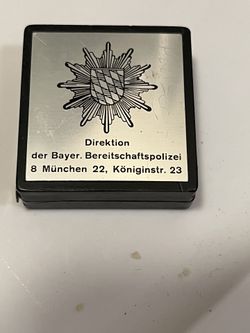 Direktion
der Bayer. Bereitschaftspolizei
8 München 22, Königinstr. 23